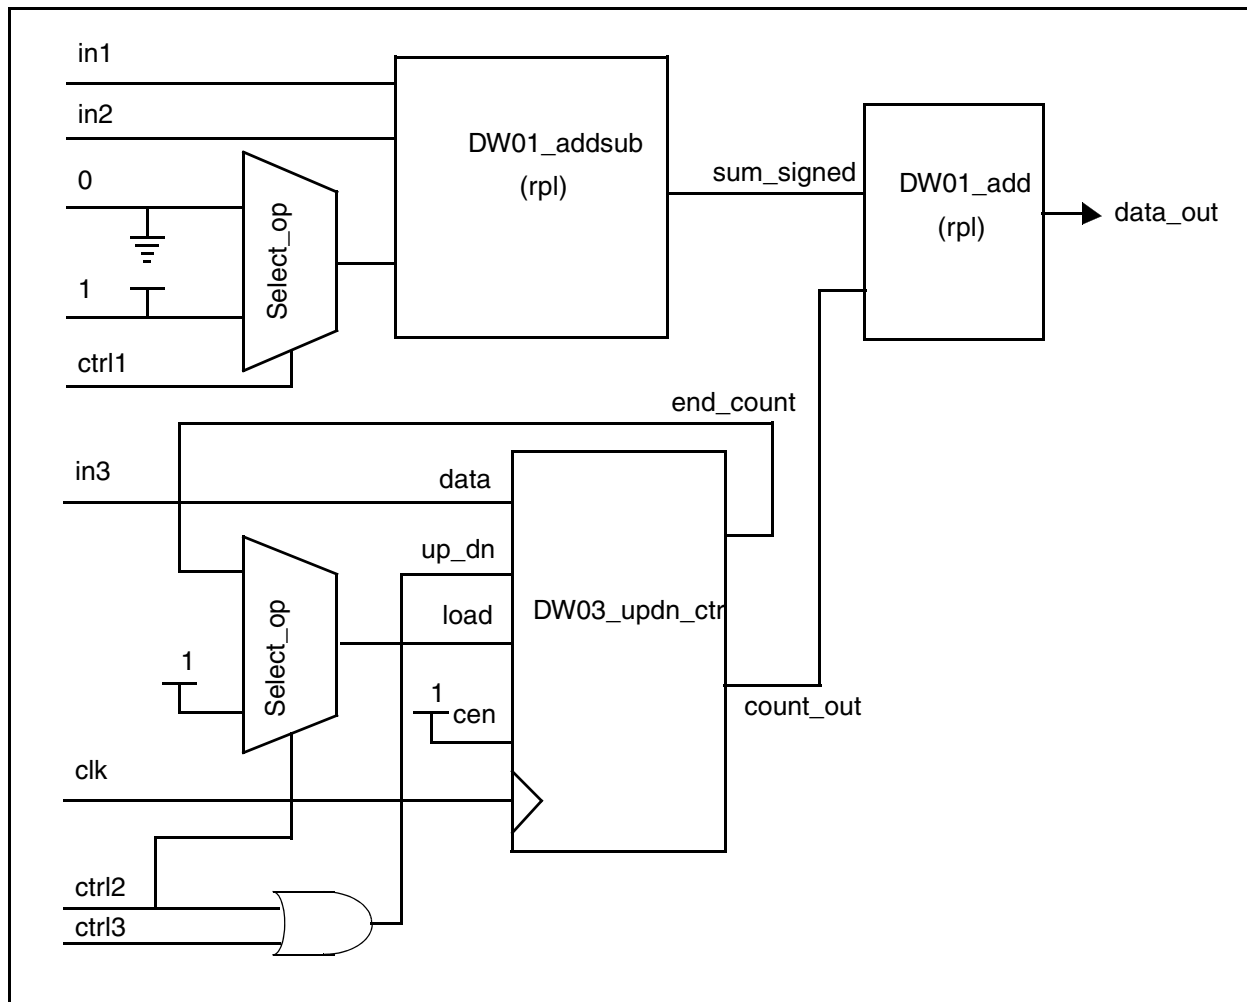 in1
in2
0
1
ctrl1
Select_op
DW01_addsub
(rpl)
sum_signed
DW01_add
(rpl)
data_out
end_count
in3
data
up_dn
load
1
cen
Select_op
1
DW03_updn_ctr
count_out
clk
ctrl2
ctrl3